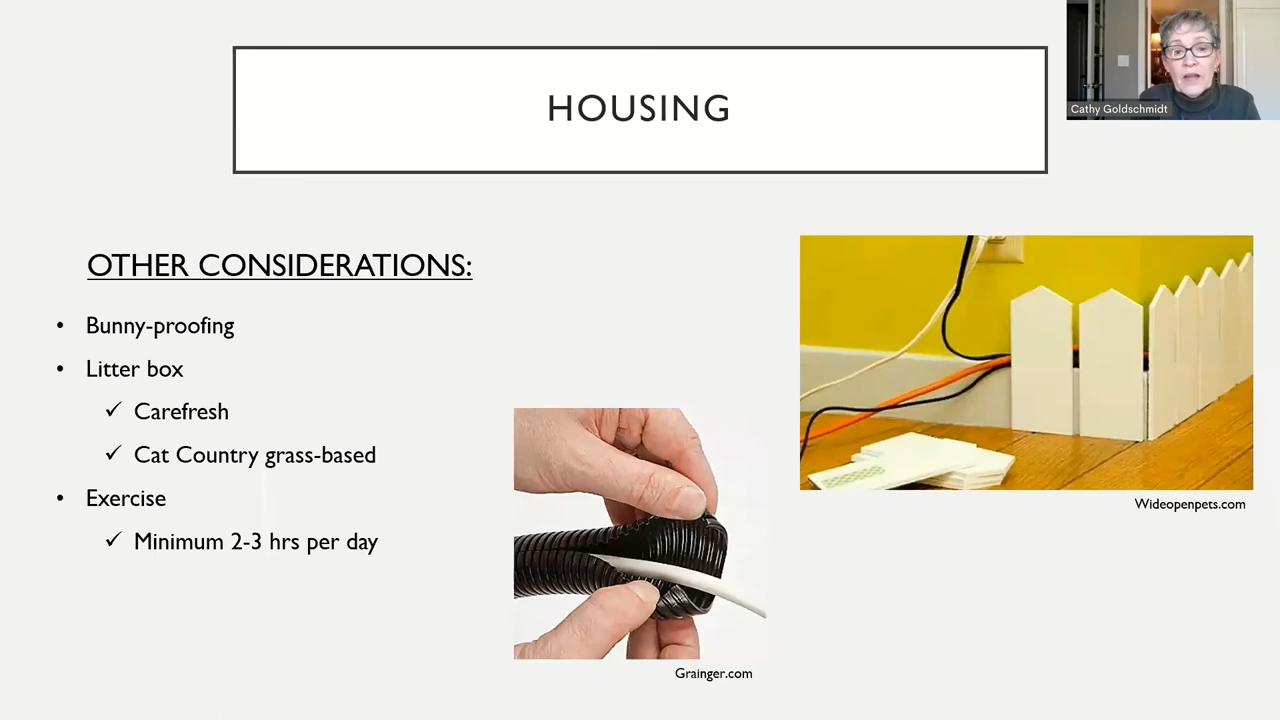 HOUSING
Cathy Goldschmidt
OTHER CONSIDERATIONS:
• Bunny-proofing
• Litter box
✓ Carefresh
✓ Cat Country grass-based
• Exercise
✓ Minimum 2-3 hrs per day
Wideopenpets.com
Grainger.com